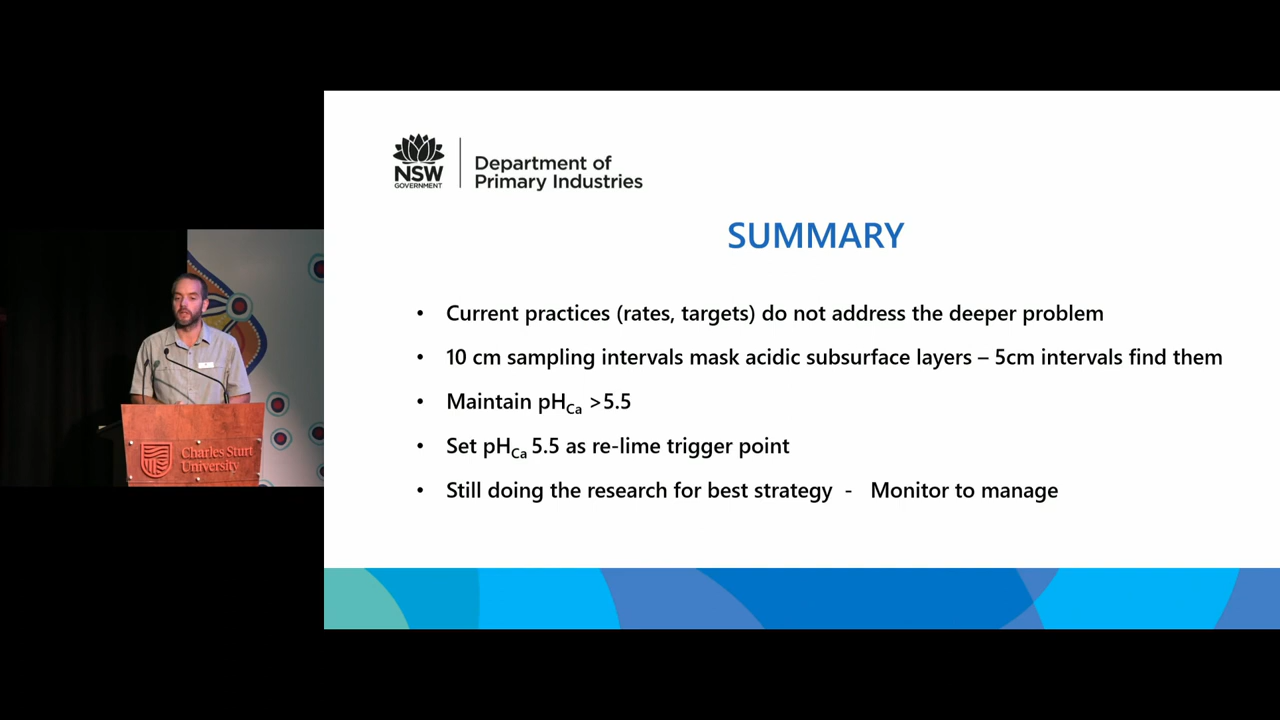 NSW
GOVERNMENT
Department of
Primary Industries
SUMMARY
• Current practices (rates, targets) do not address the deeper problem
• 10 cm sampling intervals mask acidic subsurface layers – 5cm intervals find them
• Maintain pHCa >5.5
• Set pHCa 5.5 as re-lime trigger point
• Still doing the research for best strategy - Monitor to manage
Charles Sturt
University